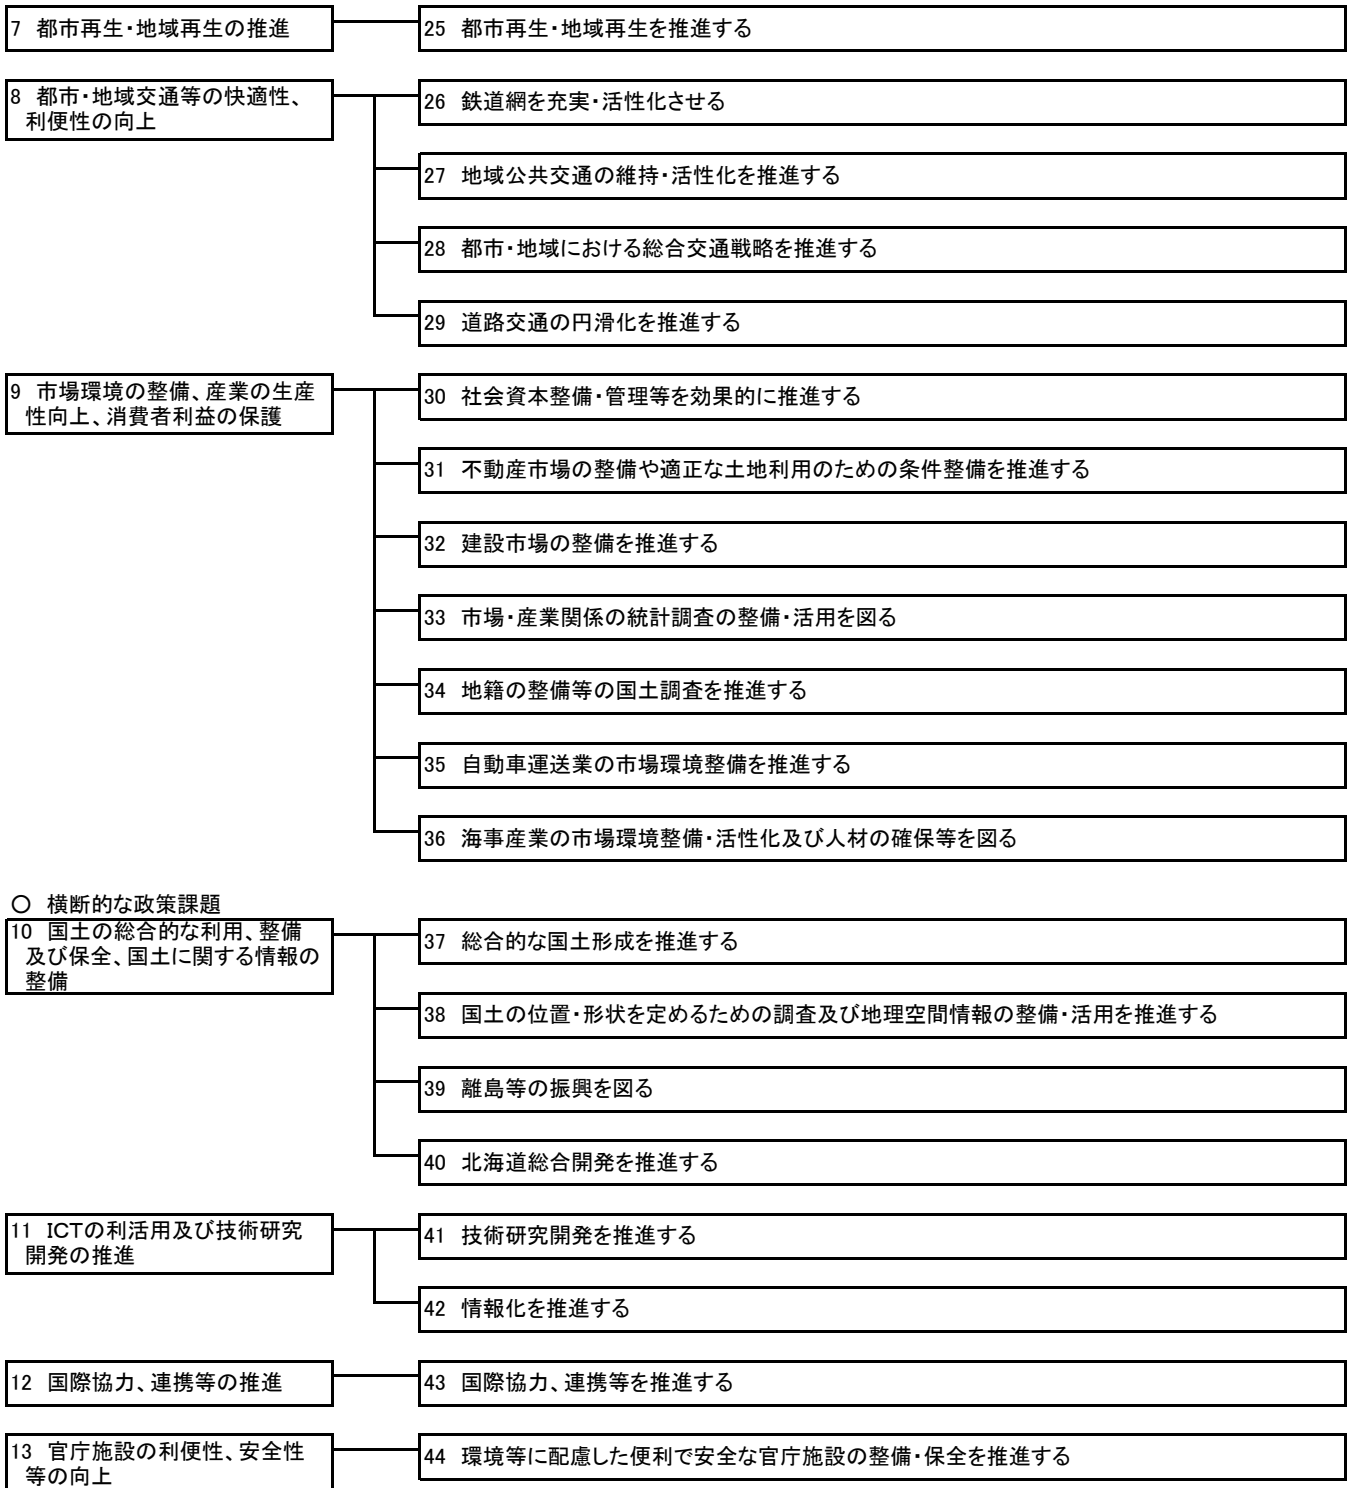 7 都市再生・地域再生の推進
25 都市再生・地域再生を推進する
8 都市・地域交通等の快適性、
利便性の向上
26 鉄道網を充実・活性化させる
27 地域公共交通の維持・活性化を推進する
28 都市・地域における総合交通戦略を推進する
29 道路交通の円滑化を推進する
9 市場環境の整備、産業の生産
性向上、消費者利益の保護
30 社会資本整備・管理等を効果的に推進する
31 不動産市場の整備や適正な土地利用のための条件整備を推進する
32 建設市場の整備を推進する
33 市場・産業関係の統計調査の整備・活用を図る
34 地籍の整備等の国土調査を推進する
35 自動車運送業の市場環境整備を推進する
36 海事産業の市場環境整備・活性化及び人材の確保等を図る
○ 横断的な政策課題
10 国土の総合的な利用、整備
及び保全、国土に関する情報の
整備
37 総合的な国土形成を推進する
38 国土の位置・形状を定めるための調査及び地理空間情報の整備・活用を推進する
39 離島等の振興を図る
40 北海道総合開発を推進する
11 ICTの利活用及び技術研究
開発の推進
41 技術研究開発を推進する
42 情報化を推進する
12 国際協力、連携等の推進
43 国際協力、連携等を推進する
13 官庁施設の利便性、安全性
等の向上
44 環境等に配慮した便利で安全な官庁施設の整備・保全を推進する